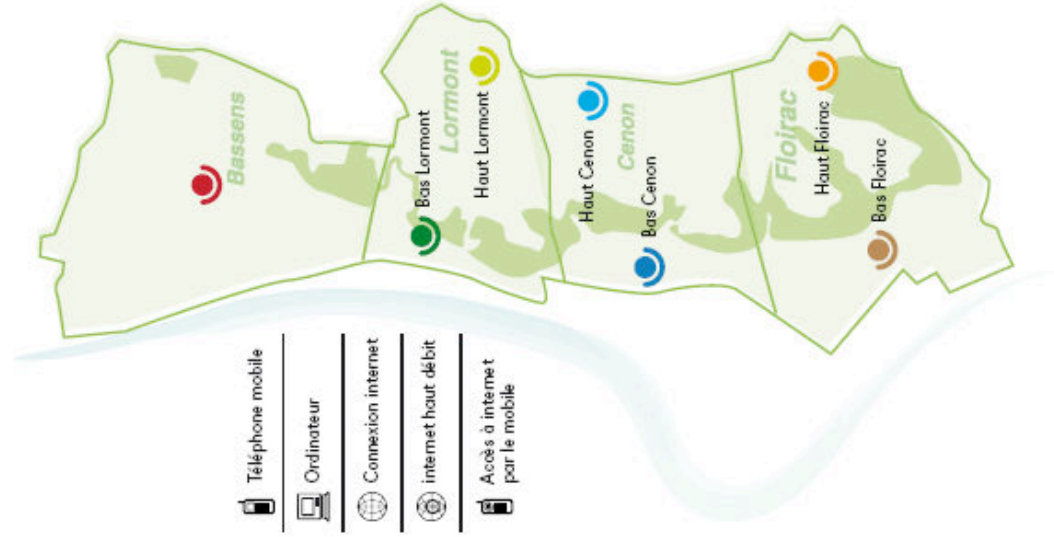 Bassens
Lormont
Bas Lormont
Haut Lormont
Cenon
Haut Cenon
Bas Cenon
Floirac
Haut Floirac
Bas Floirac
Téléphone mobile
Ordinateur
Connexion internet
internet haut débit
Accès à internet
par le mobile